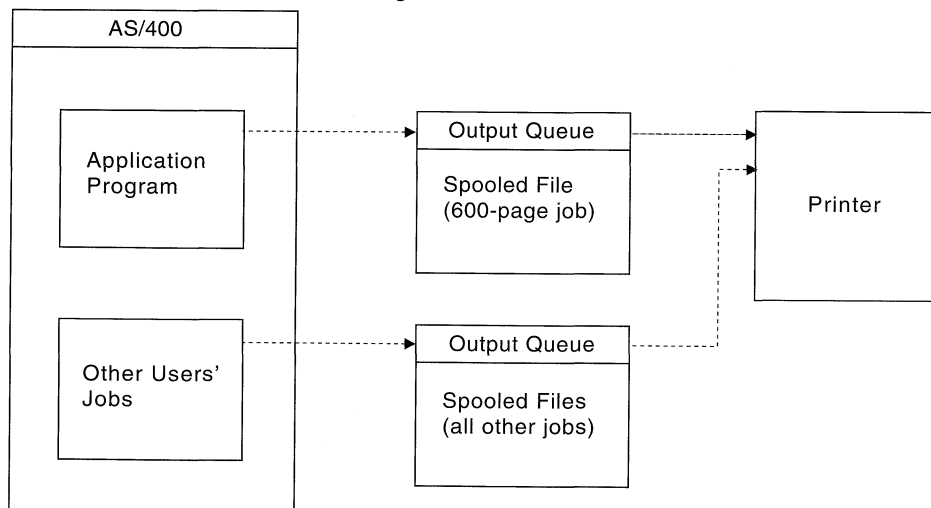 AS/400
Application
Program
Output Queue
Spooled File
(600-page job)
Printer
Other Users'
Jobs
Output Queue
Spooled Files
(all other jobs)